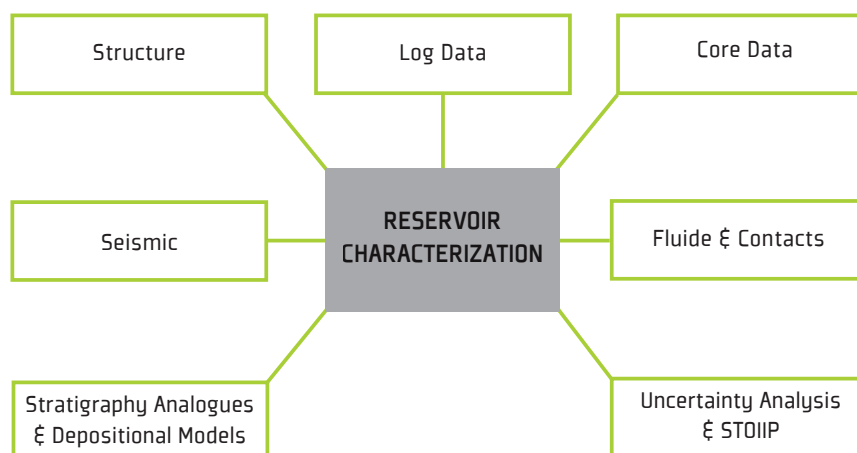 Structure
Log Data
Core Data
RESERVOIR
CHARACTERIZATION
Seismic
Fluide & Contacts
Stratigraphy Analogues
& Depositional Models
Uncertainty Analysis
& STOIIP